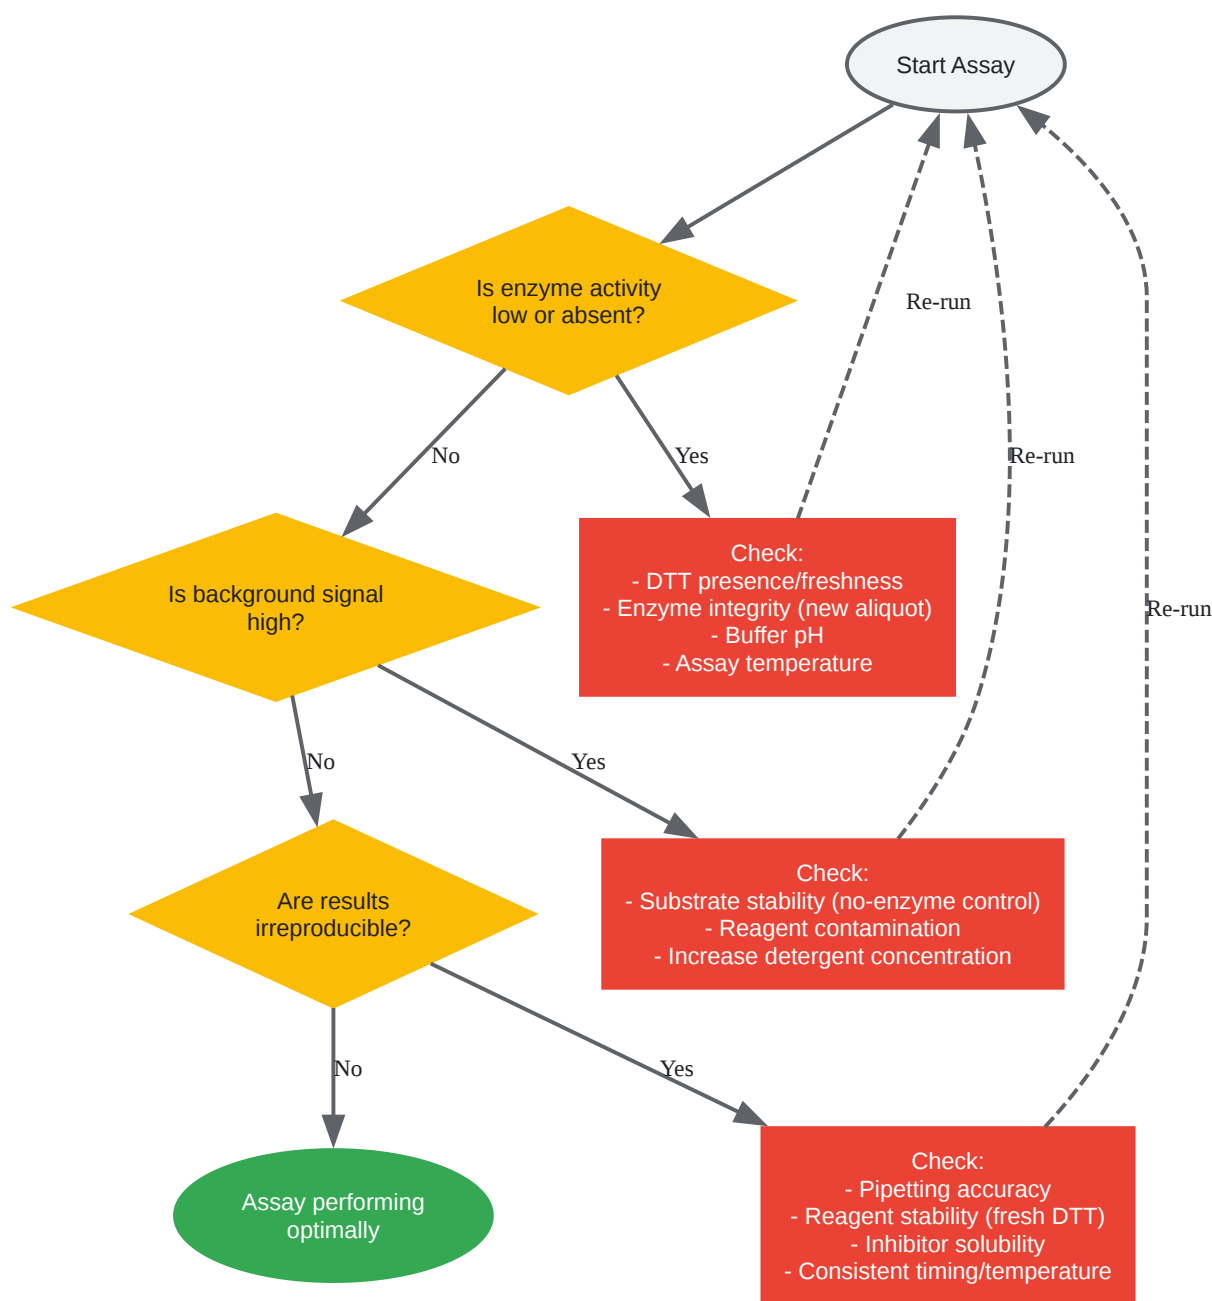 Start Assay
Is enzyme activity
low or absent?
Re-run
No
Yes
Re-run
Check:
- DTT presence/freshness
- Enzyme integrity (new aliquot)
- Buffer pH
- Assay temperature
Is background signal
high?
Re-run
No
Yes
Check:
- Substrate stability (no-enzyme control)
- Reagent contamination
- Increase detergent concentration
Are results
irreproducible?
No
Yes
Check:
- Pipetting accuracy
- Reagent stability (fresh DTT)
- Inhibitor solubility
- Consistent timing/temperature
Assay performing
optimally